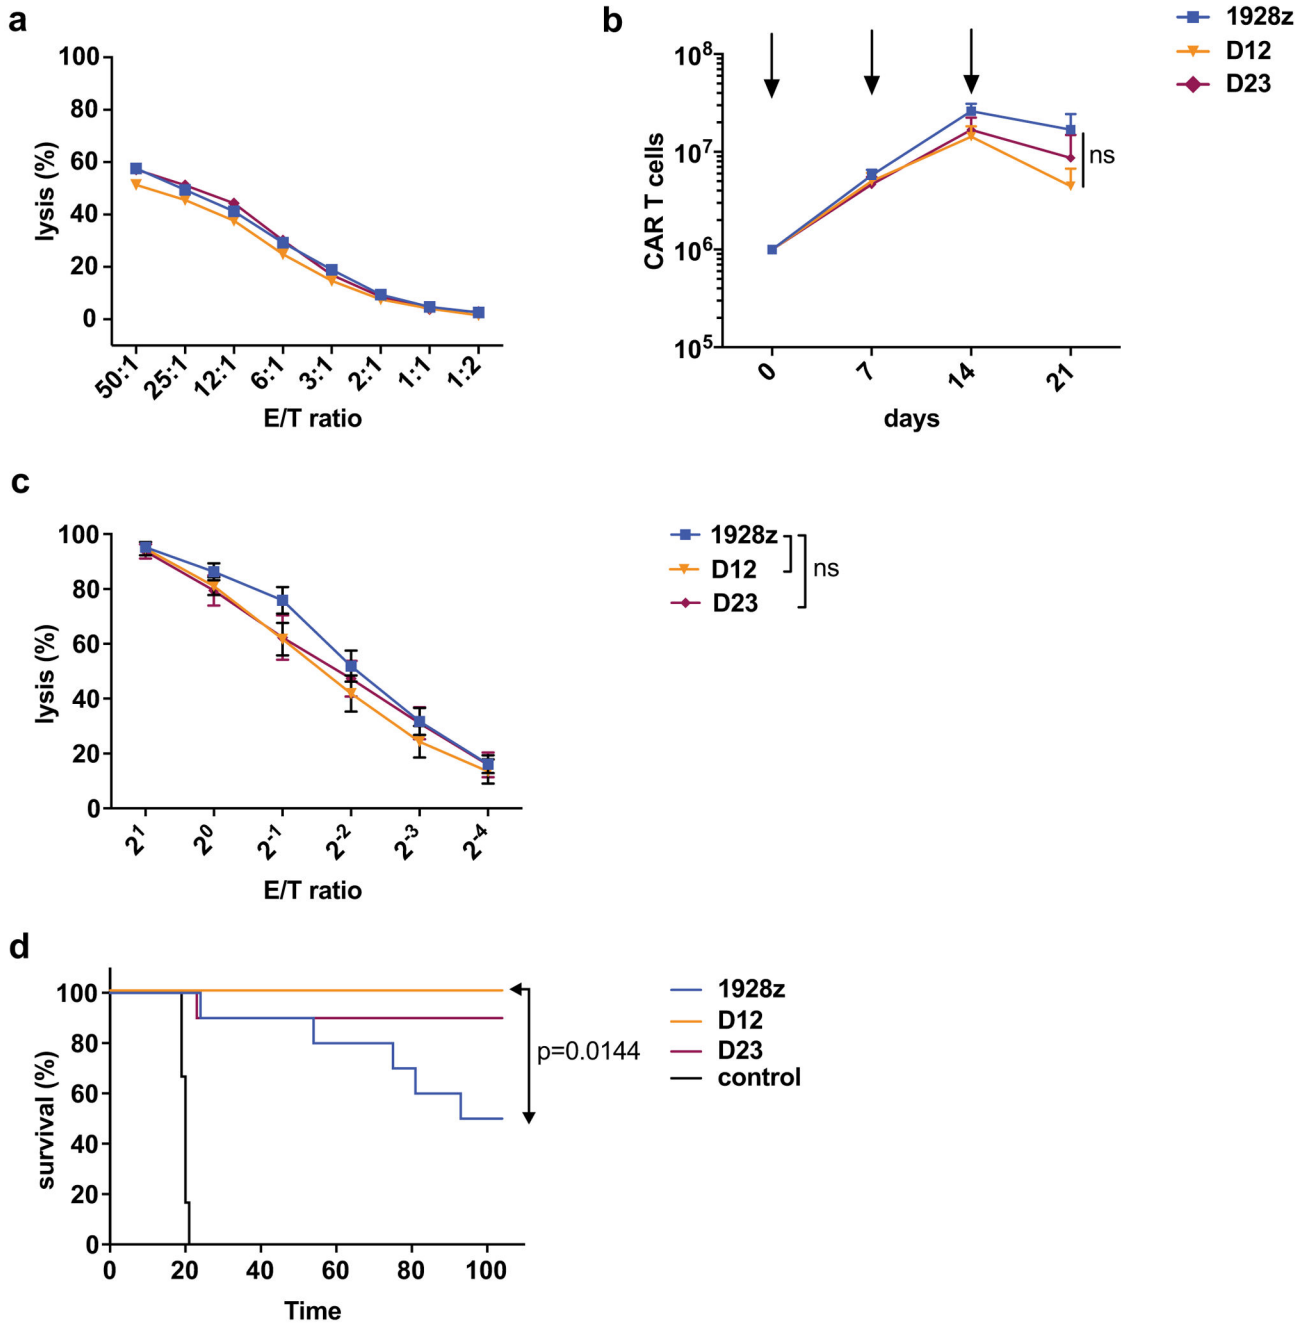 a
100
80
60
40
20
0
lysis (%)
50:1
25:1
12:1
6:1
3:1
2:1
1:1
1:2
E/T ratio
b
10⁸
10⁷
10⁶
10⁵
CAR T cells
0
7
14
21
days
ns
1928z
D12
D23
c
100
80
60
40
20
0
lysis (%)
2¹
2⁰
2⁻¹
2⁻²
2⁻³
2⁻⁴
E/T ratio
1928z
D12
D23
ns
d
100
80
60
40
20
0
survival (%)
0
20
40
60
80
100
Time
p=0.0144
1928z
D12
D23
control